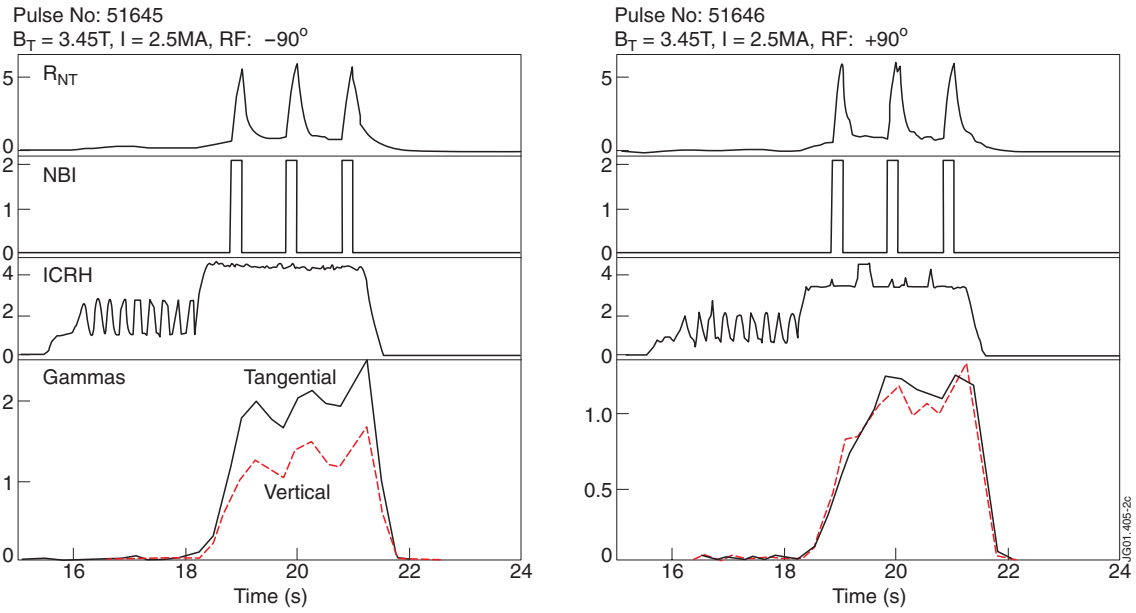 Pulse No: 51645
B_T = 3.45T, I = 2.5MA, RF: –90°
R_NT
5
0
NBI
2
1
0
ICRH
4
2
0
Gammas
Tangential
Vertical
2
1
0
16 18 20 22 24
Time (s)
Pulse No: 51646
B_T = 3.45T, I = 2.5MA, RF: +90°
5
0
2
1
0
4
2
0
1.0
0.5
0
16 18 20 22 24
Time (s)
JG01.405-2c